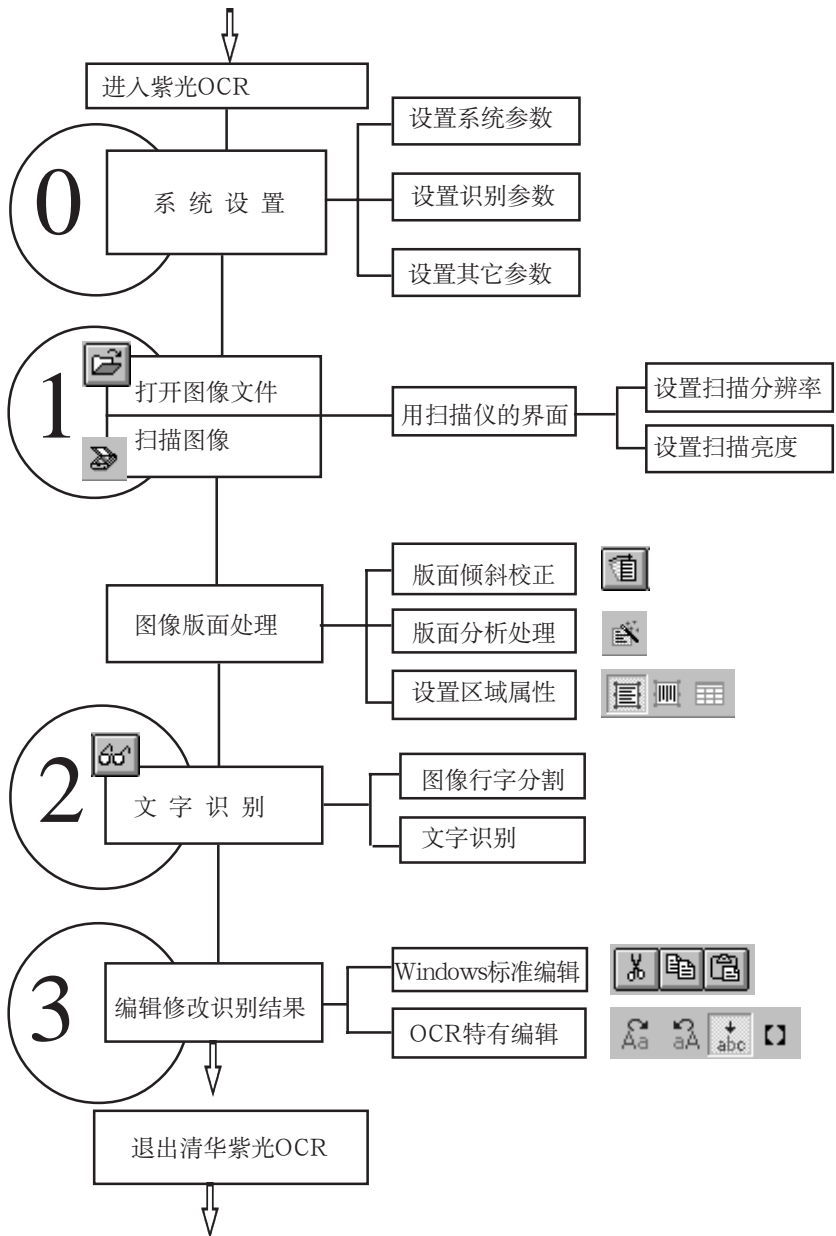 进入紫光OCR
0
系统设置
设置系统参数
设置识别参数
设置其它参数
1
打开图像文件
扫描图像
用扫描仪的界面
设置扫描分辨率
设置扫描亮度
图像版面处理
版面倾斜校正
版面分析处理
设置区域属性
2
文字识别
图像行字分割
文字识别
3
编辑修改识别结果
Windows标准编辑
OCR特有编辑
Aa
aA
abc
退出清华紫光OCR